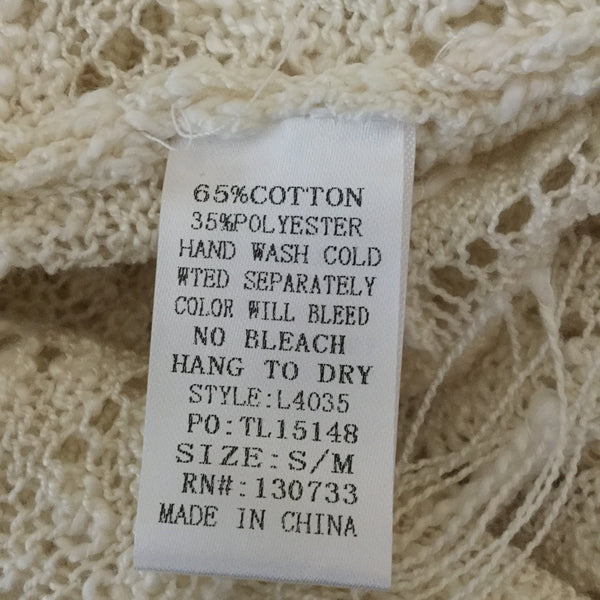 65%COTTON
35%POLYESTER
HAND WASH COLD
WTED SEPARATELY
COLOR WILL BLEED
NO BLEACH
HANG TO DRY
STYLE:L4035
PO:TL15148
SIZE:S/M
RN#:130733
MADE IN CHINA